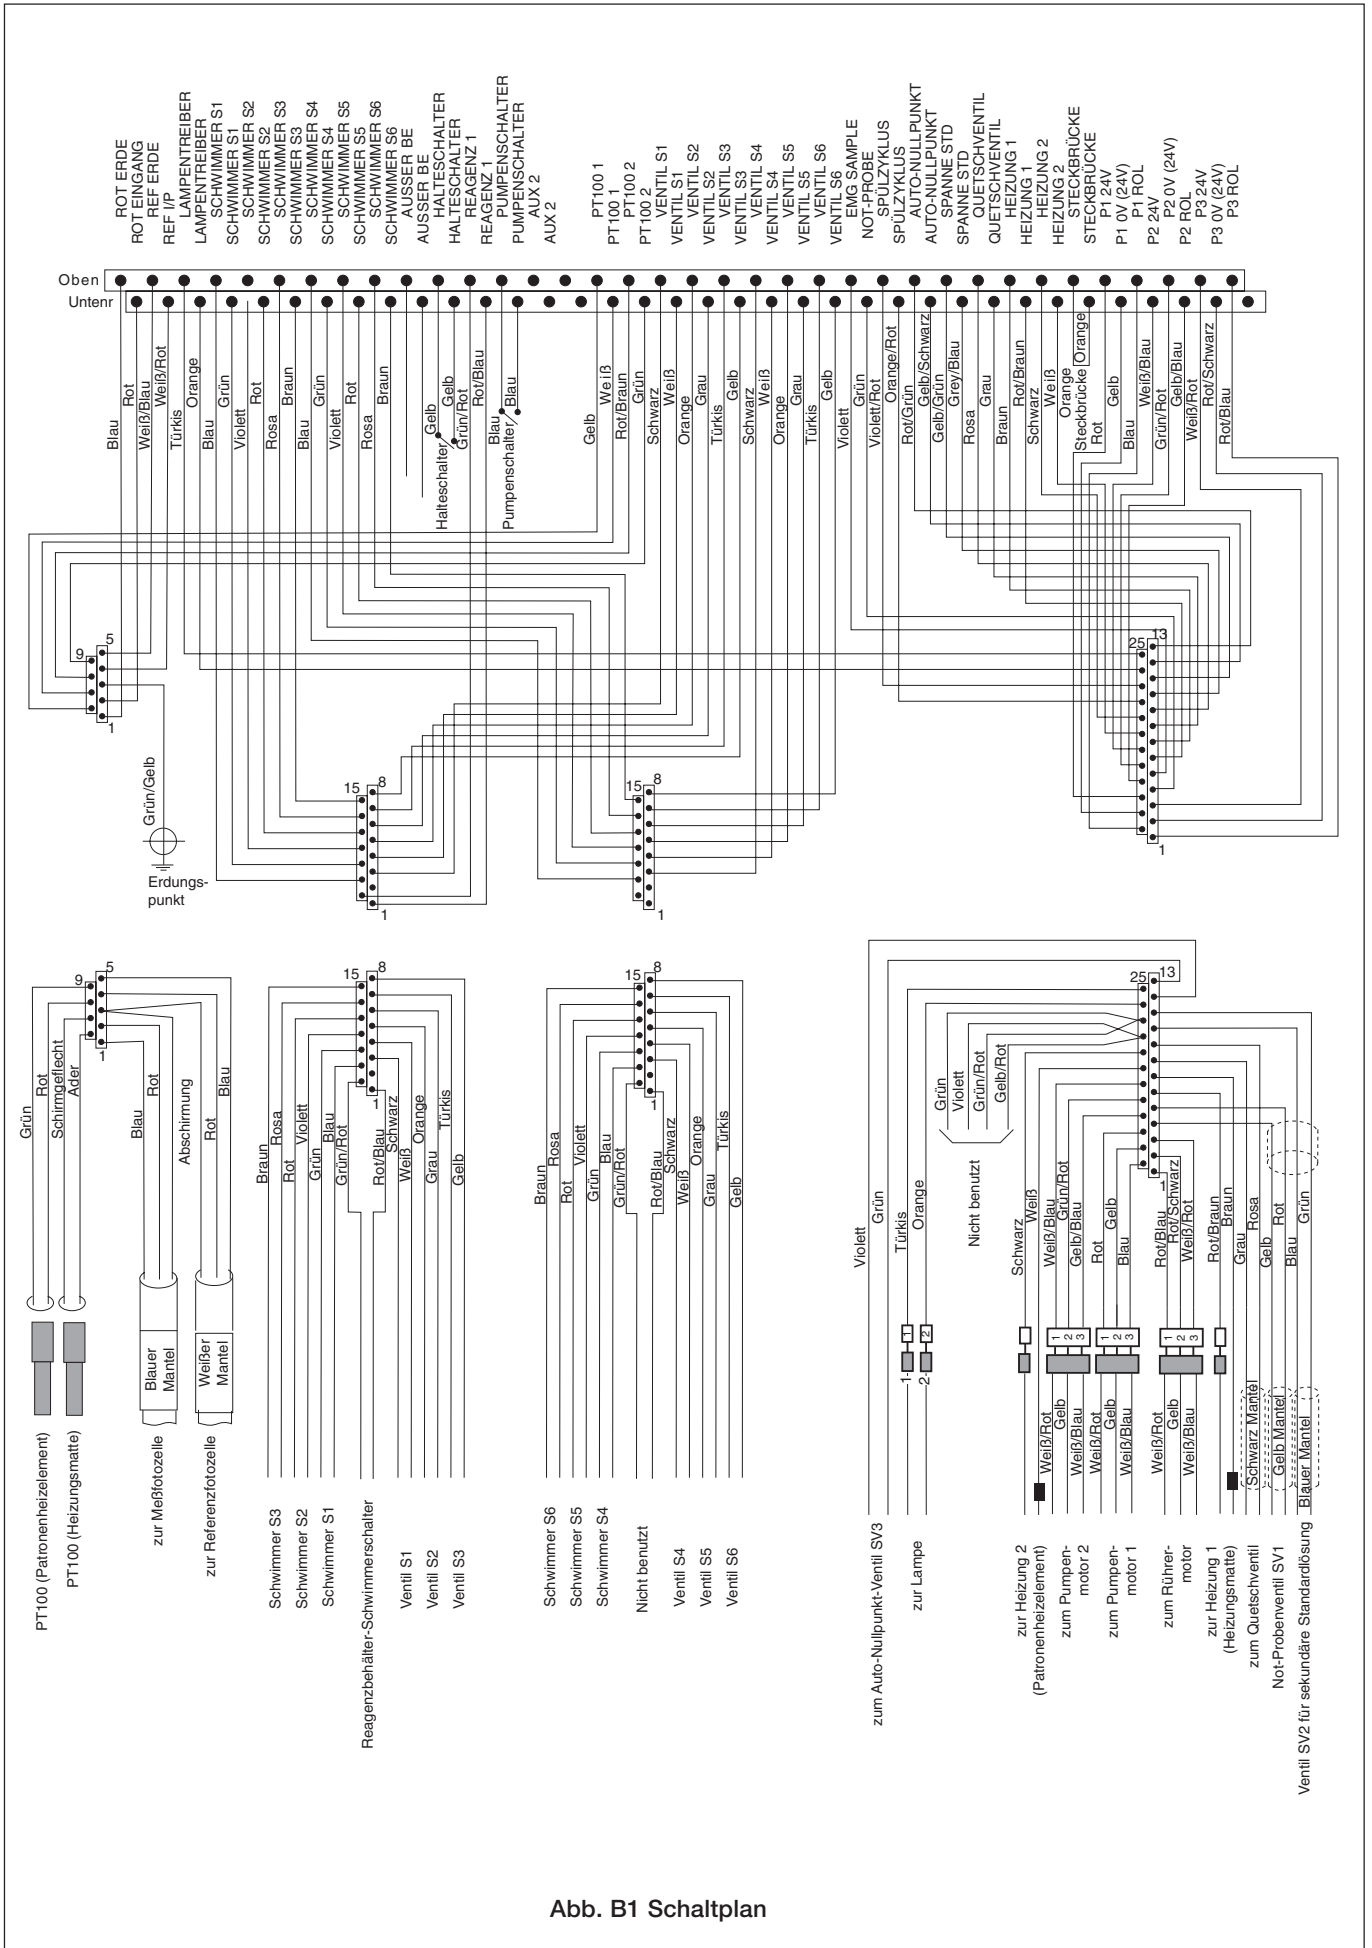 ROT ERDE
ROT EINGANG
REF ERDE
REF I/P
LAMPENTREIBER
LAMPENTREIBER
SCHWIMMER S1
SCHWIMMER S1
SCHWIMMER S2
SCHWIMMER S2
SCHWIMMER S3
SCHWIMMER S3
SCHWIMMER S4
SCHWIMMER S4
SCHWIMMER S5
SCHWIMMER S5
SCHWIMMER S6
SCHWIMMER S6
AUSSER BE
AUSSER BE
HALTESCHALTER
HALTESCHALTER
REAGENZ 1
REAGENZ 1
PUMPENSCHALTER
PUMPENSCHALTER
AUX 2
AUX 2
PT100 1
PT100 1
PT100 2
PT100 2
VENTIL S1
VENTIL S1
VENTIL S2
VENTIL S2
VENTIL S3
VENTIL S3
VENTIL S4
VENTIL S4
VENTIL S5
VENTIL S5
VENTIL S6
VENTIL S6
EMG SAMPLE
NOT-PROBE
SPÜLZYKLUS
SPÜLZYKLUS
AUTO-NULLPUNKT
AUTO-NULLPUNKT
SPANNE STD
SPANNE STD
QUETSCHVENTIL
QUETSCHVENTIL
HEIZUNG 1
HEIZUNG 1
HEIZUNG 2
HEIZUNG 2
STECKBRÜCKE
STECKBRÜCKE
P1 24V
P1 0V (24V)
P1 ROL
P2 24V
P2 0V (24V)
P2 ROL
P3 24V
P3 0V (24V)
P3 ROL
Oben
Untenr
Blau
Rot
Weiß/Blau
Weiß/Rot
Türkis
Orange
Blau
Grün
Violett
Rot
Rosa
Braun
Blau
Grün
Violett
Rot
Rosa
Braun
Gelb
Halteschalter
Gelb
Grün/Rot
Rot/Blau
Blau
Pumpenschalter
Blau
Gelb
We iß
Rot/Braun
Grün
Schwarz
Weiß
Orange
Grau
Türkis
Gelb
Schwarz
Weiß
Orange
Grau
Türkis
Gelb
Violett
Grün
Violett/Rot
Orange/Rot
Rot/Grün
Gelb/Schwarz
Gelb/Grün
Grey/Blau
Rosa
Grau
Braun
Rot/Braun
Schwarz
Weiß
Orange
Steckbrücke
Orange
Rot
Gelb
Blau
Weiß/Blau
Grün/Rot
Gelb/Blau
Weiß/Rot
Rot/Schwarz
Rot/Blau
9
5
1
Grün/Gelb
Erdungs-
punkt
15
8
1
15
8
1
25
13
1
9
5
1
Grün
Rot
Schirmgeflecht
Ader
Blau
Rot
Abschirmung
Rot
Blau
Blauer
Mantel
Weißer
Mantel
PT100 (Patronenheizelement)
PT100 (Heizungsmatte)
zur Meßfotozelle
zur Referenzfotozelle
15
8
1
Braun
Rosa
Rot
Violett
Grün
Blau
Grün/Rot
Rot/Blau
Schwarz
Weiß
Orange
Grau
Türkis
Gelb
Schwimmer S3
Schwimmer S2
Schwimmer S1
Reagenzbehälter-Schwimmerschalter
Ventil S1
Ventil S2
Ventil S3
15
8
1
Braun
Rosa
Rot
Violett
Grün
Blau
Grün/Rot
Rot/Blau
Schwarz
Weiß
Orange
Grau
Türkis
Gelb
Schwimmer S6
Schwimmer S5
Schwimmer S4
Nicht benutzt
Ventil S4
Ventil S5
Ventil S6
25
13
1
Violett
Grün
Türkis
Orange
Grün
Violett
Grün/Rot
Gelb/Rot
Nicht benutzt
Schwarz
Weiß
Weiß/Blau
Grün/Rot
Gelb/Blau
Rot
Gelb
Blau
Rot/Blau
Rot/Schwarz
Weiß/Rot
Rot/Braun
Braun
Grau
Rosa
Gelb
Rot
Blau
Grün
1
2
1 2 3
1 2 3
1 2 3
1-
2-
Weiß/Rot
Gelb
Weiß/Blau
Weiß/Rot
Gelb
Weiß/Blau
Weiß/Rot
Gelb
Weiß/Blau
Schwarz Mantel
Gelb Mantel
Blauer Mantel
zum Auto-Nullpunkt-Ventil SV3
zur Lampe
zur Heizung 2
(Patronenheizelement)
zum Pumpen-
motor 2
zum Pumpen-
motor 1
zum Rührer-
motor
zur Heizung 1
(Heizungsmatte)
zum Quetschventil
Not-Probenventil SV1
Ventil SV2 für sekundäre Standardlösung
Abb. B1 Schaltplan